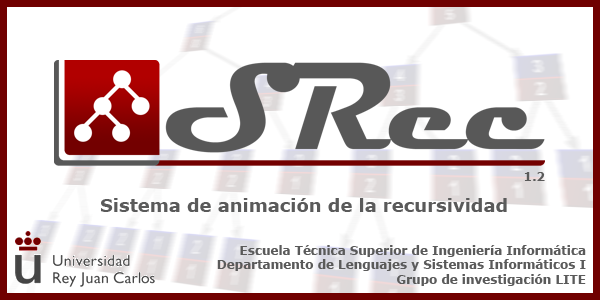 SRec
1.2
Sistema de animación de la recursividad
Escuela Técnica Superior de Ingeniería Informática
Departamento de Lenguajes y Sistemas Informáticos I
Grupo de investigación LITE
u
Universidad
Rey Juan Carlos